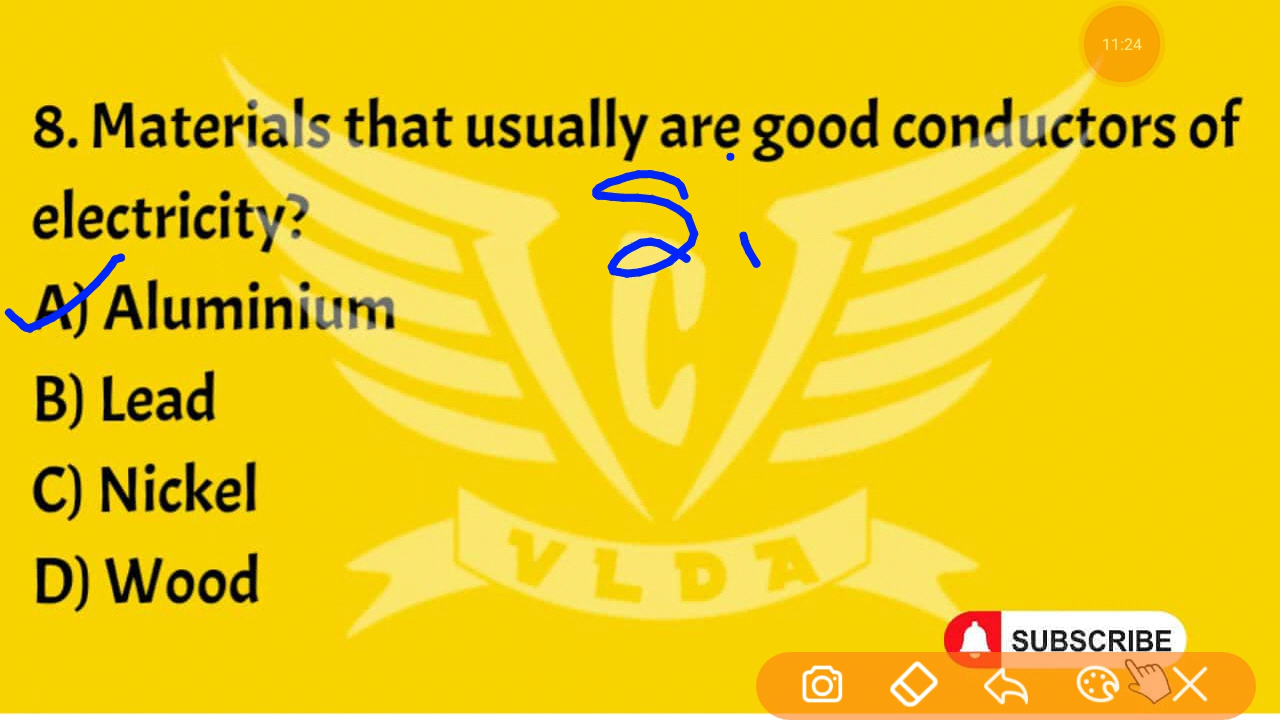 11:24
8. Materials that usually are good conductors of
electricity?
A) Aluminium
B) Lead
C) Nickel
D) Wood
C
VLDA
SUBSCRIBE